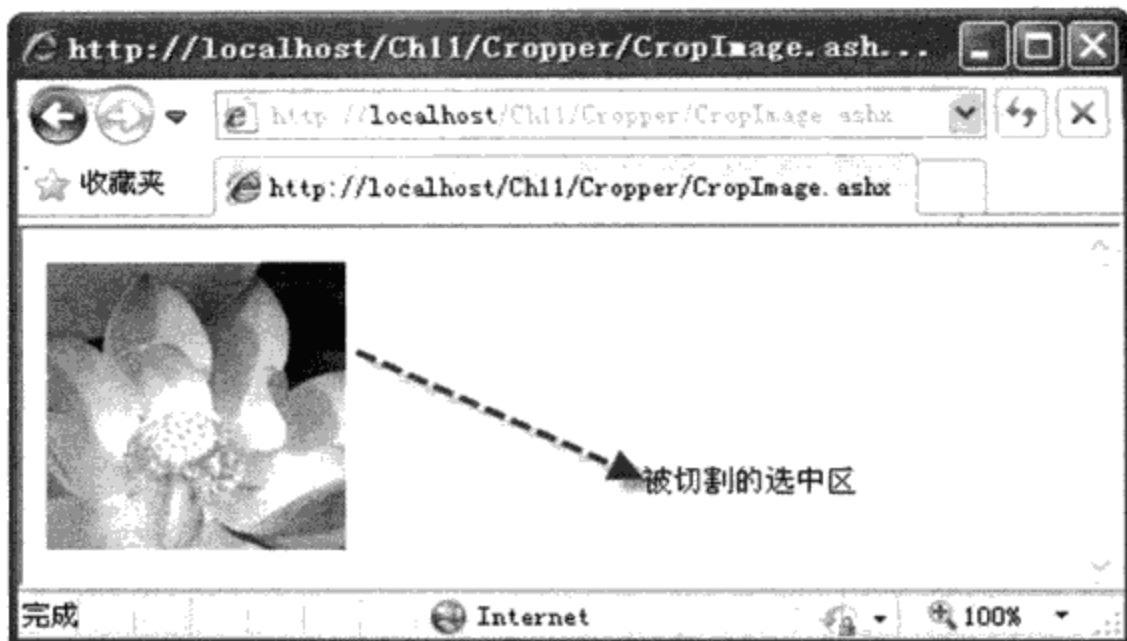 http://localhost/Ch11/Cropper/CropImage.ash...
http://localhost/Ch11/Cropper/CropImage.ashx
收藏夹
http://localhost/Ch11/Cropper/CropImage.ashx
被切割的选中区
完成
Internet
100%